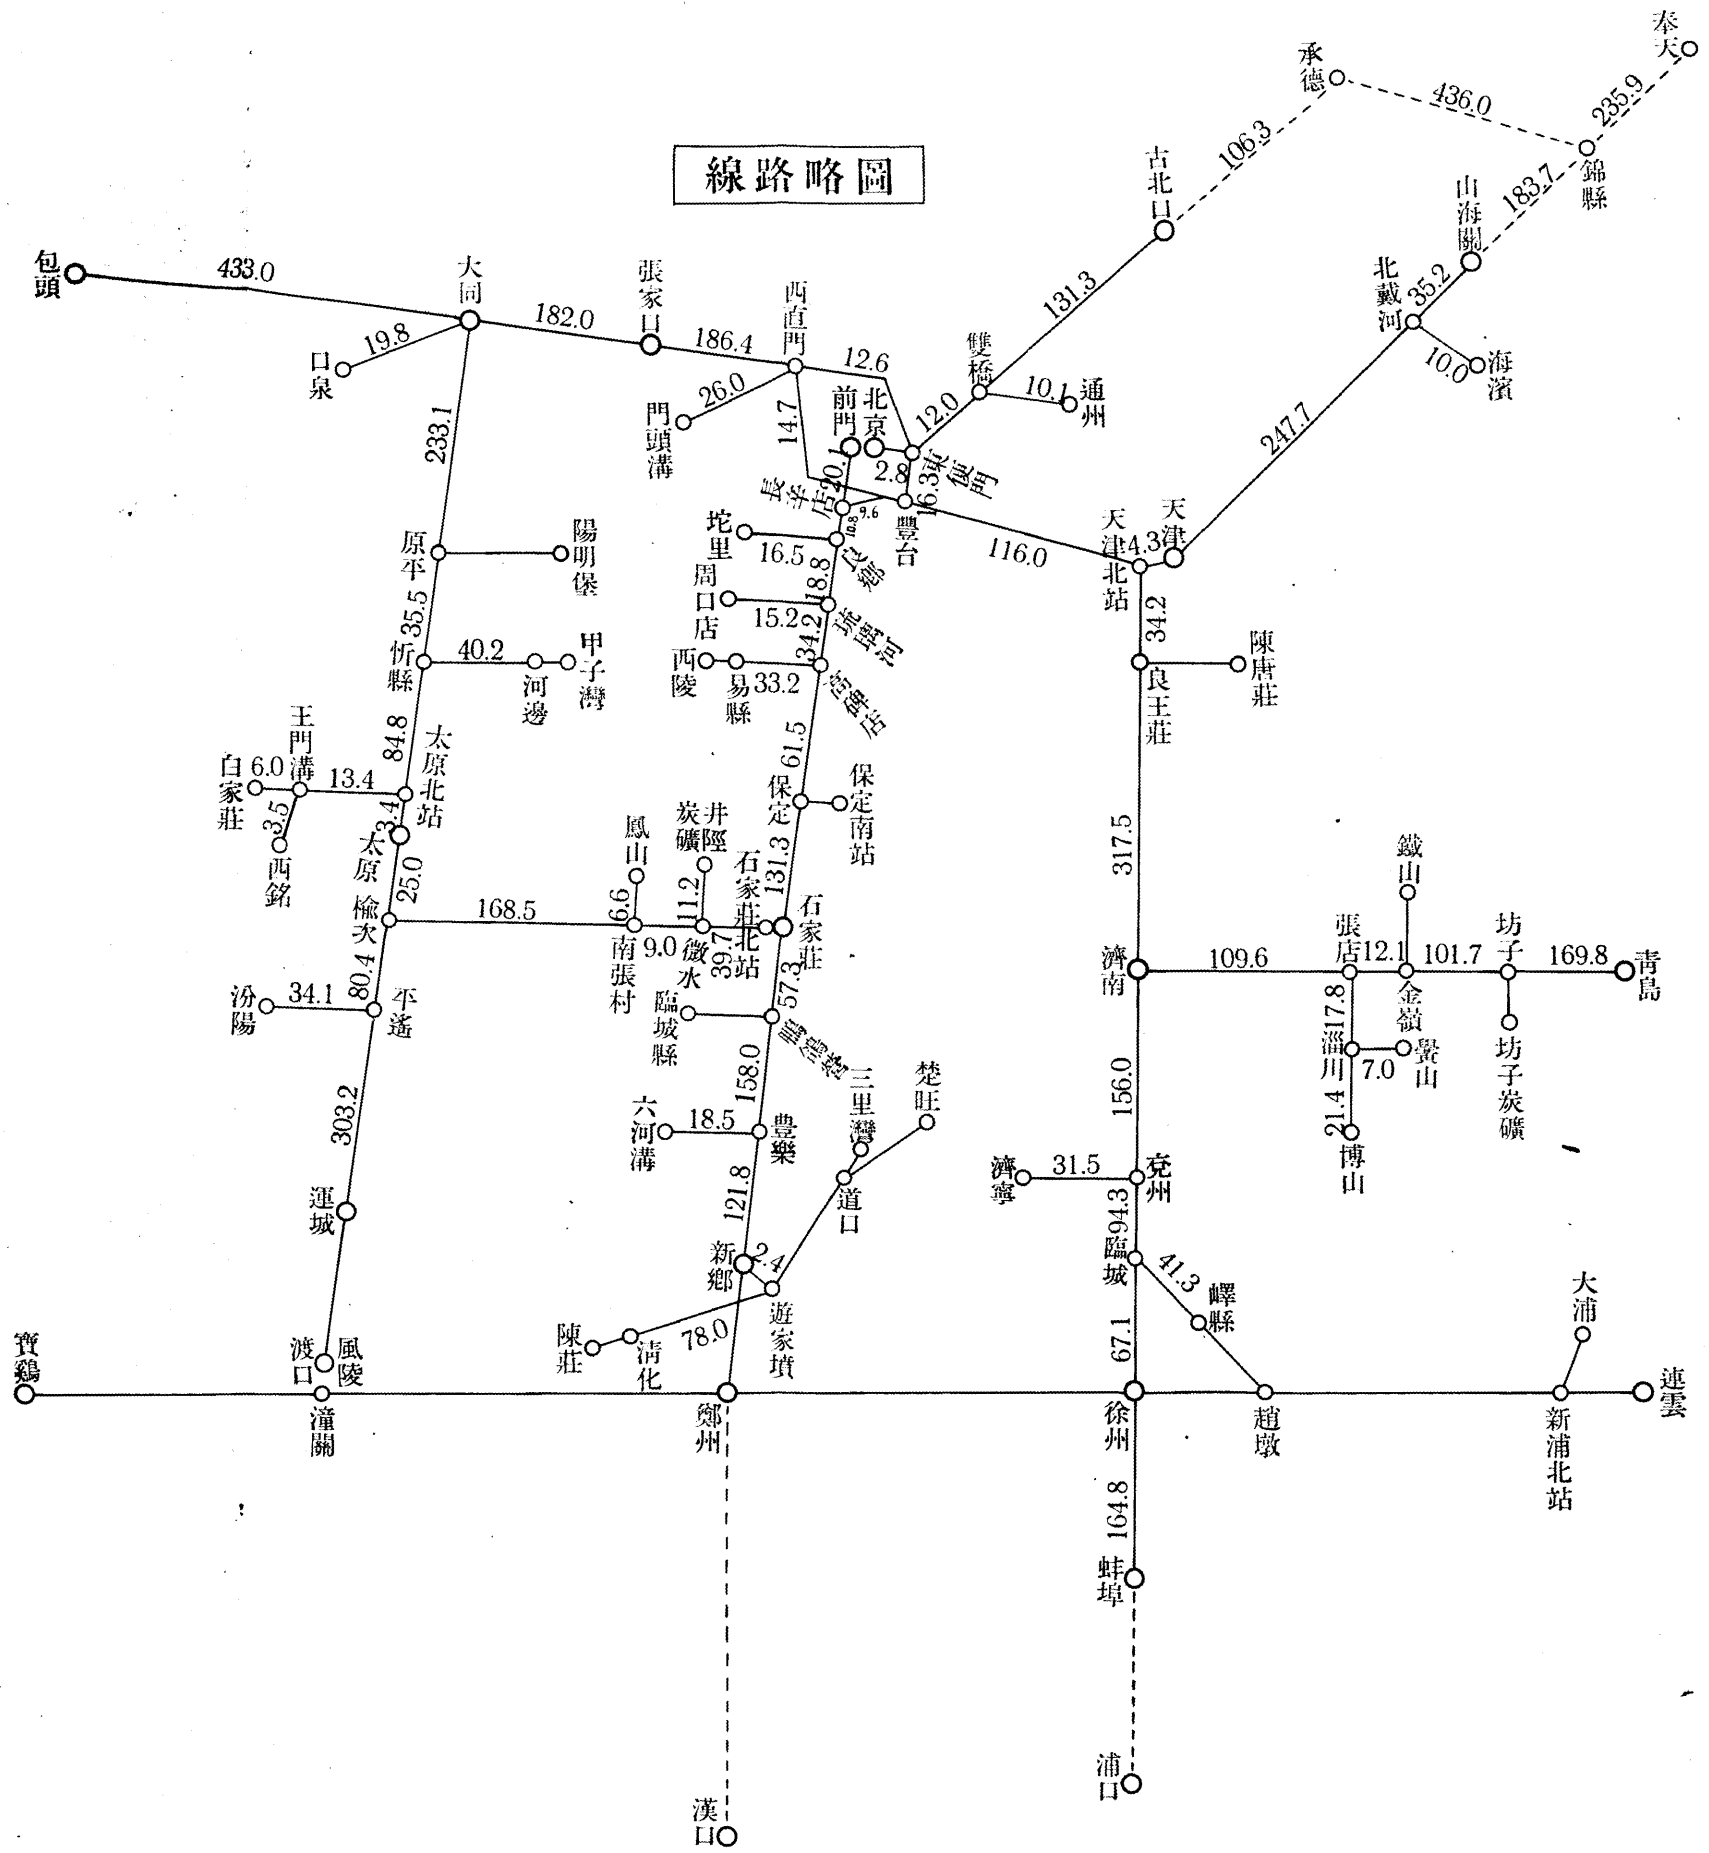 線路略圖
奉天
235.9
承德
436.0
錦縣
106.3
183.7
古北口
山海關
35.2
北戴河
10.0
海濱
131.3
247.7
包頭
433.0
大同
19.8
口泉
182.0
張家口
186.4
西直門
12.6
26.0
門頭溝
14.7
前門
北京
2.8
東便門
12.0
雙橋
10.1
通州
20.1
16.3
長辛店
9.6
10.8
豐台
116.0
天津北站
4.3
天津
34.2
良王莊
陳唐莊
坨里
16.5
良鄉
18.8
周口店
15.2
琉璃河
34.2
西陵
易縣
33.2
高碑店
61.5
保定
保定南站
131.3
233.1
原平
陽明堡
35.5
忻縣
40.2
河邊
甲子灣
84.8
太原北站
13.4
王門溝
6.0
白家莊
3.5
西銘
3.4
太原
25.0
榆次
168.5
南張村
6.6
鳳山
9.0
微水
11.2
井陘
炭礦
39.7
石家莊北站
石家莊
57.3
80.4
平遙
34.1
汾陽
臨城縣
鴨鴿營
158.0
六河溝
18.5
豊樂
121.8
303.2
運城
新鄉
2.4
三里灣
楚旺
道口
遊家墳
陳莊
清化
78.0
風陵
渡口
317.5
濟南
109.6
張店
12.1
鐵山
金嶺
101.7
坊子
169.8
靑島
坊子炭礦
17.8
淄川
7.0
黌山
21.4
博山
156.0
濟寧
31.5
兗州
94.3
臨城
41.3
嶧縣
67.1
寶鷄
潼關
鄭州
徐州
趙墩
大浦
新浦北站
連雲
164.8
蚌埠
浦口
漢口